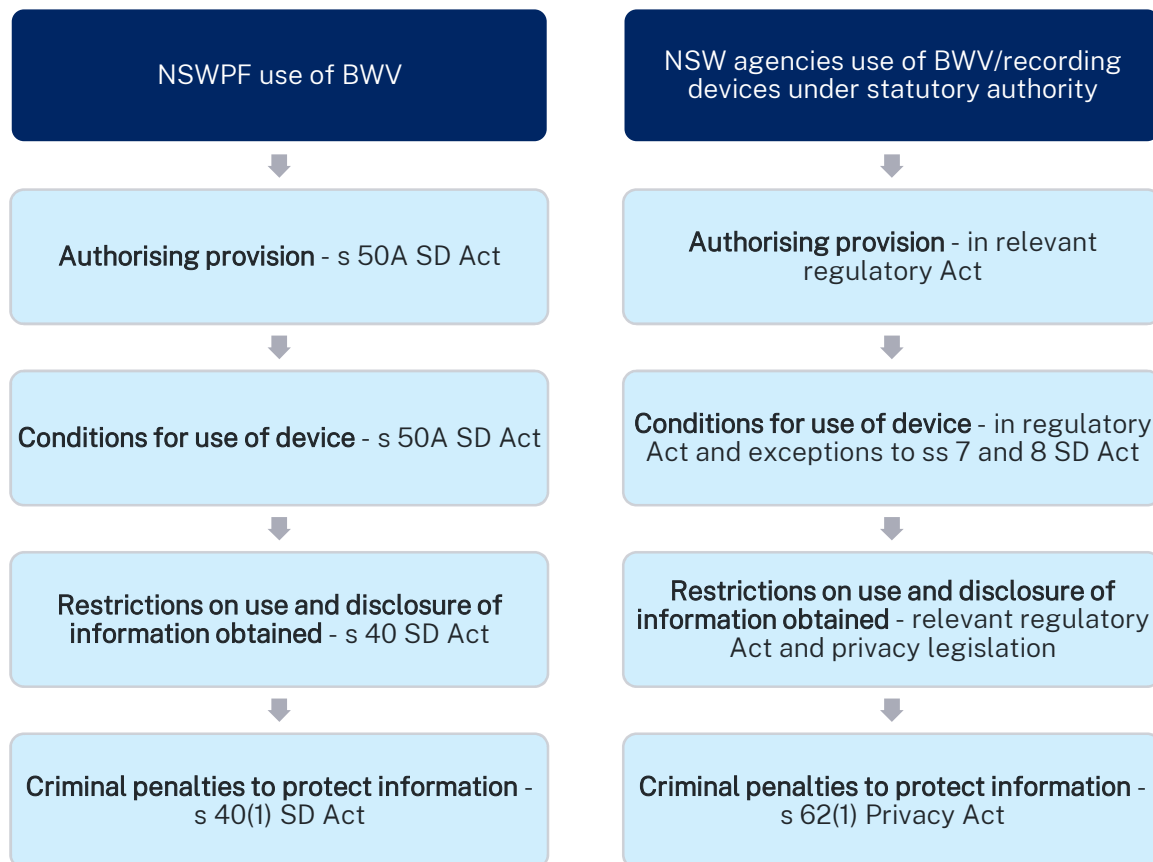 NSWPF use of BWV
Authorising provision - s 50A SD Act
Conditions for use of device - s 50A SD Act
Restrictions on use and disclosure of
information obtained - s 40 SD Act
Criminal penalties to protect information -
s 40(1) SD Act
NSW agencies use of BWV/recording
devices under statutory authority
Authorising provision - in relevant
regulatory Act
Conditions for use of device - in regulatory
Act and exceptions to ss 7 and 8 SD Act
Restrictions on use and disclosure of
information obtained - relevant regulatory
Act and privacy legislation
Criminal penalties to protect information -
s 62(1) Privacy Act